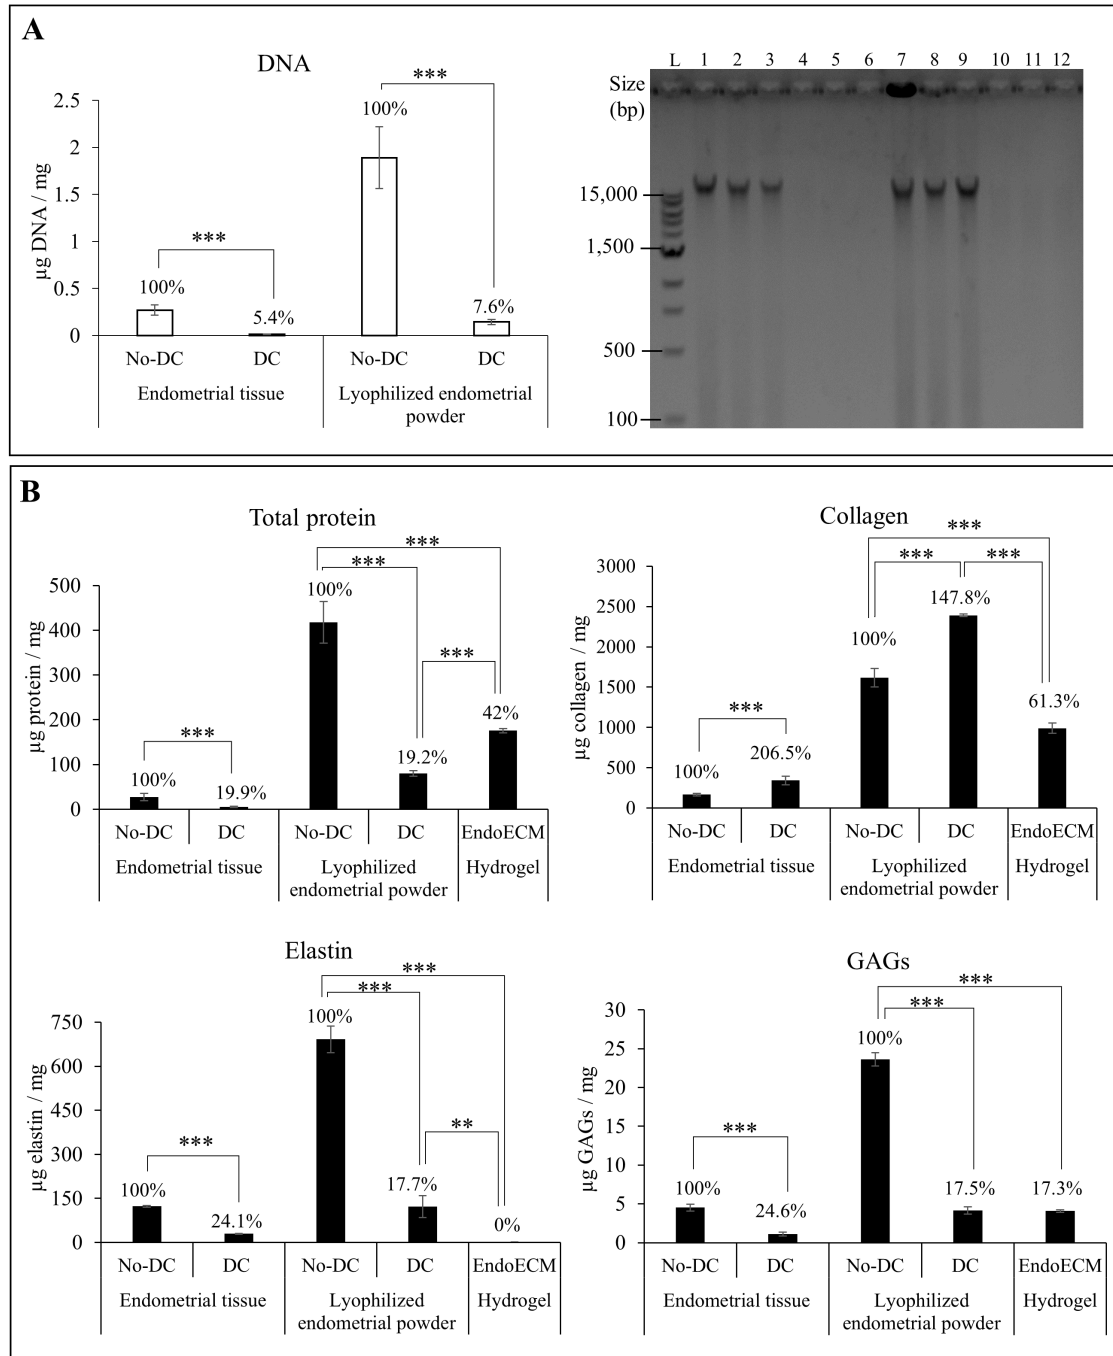 A
DNA
***
***
100%
100%
5.4%
7.6%
µg DNA / mg
2.5
2
1.5
1
0.5
0
No-DC DC No-DC DC
Endometrial tissue
Lyophilized endometrial
powder
L 1 2 3 4 5 6 7 8 9 10 11 12
Size
(bp)
15,000
1,500
500
100
B
Total protein
***
***
***
***
100%
19.9%
100%
19.2%
42%
µg protein / mg
500
400
300
200
100
0
No-DC DC No-DC DC EndoECM
Endometrial tissue
Lyophilized
endometrial powder
Hydrogel
Collagen
***
***
***
***
100%
206.5%
100%
147.8%
61.3%
µg collagen / mg
3000
2500
2000
1500
1000
500
0
No-DC DC No-DC DC EndoECM
Endometrial tissue
Lyophilized
endometrial powder
Hydrogel
Elastin
***
***
**
***
100%
24.1%
100%
17.7%
0%
µg elastin / mg
750
600
450
300
150
0
No-DC DC No-DC DC EndoECM
Endometrial tissue
Lyophilized
endometrial powder
Hydrogel
GAGs
***
***
***
100%
24.6%
100%
17.5%
17.3%
µg GAGs / mg
30
25
20
15
10
5
0
No-DC DC No-DC DC EndoECM
Endometrial tissue
Lyophilized
endometrial powder
Hydrogel